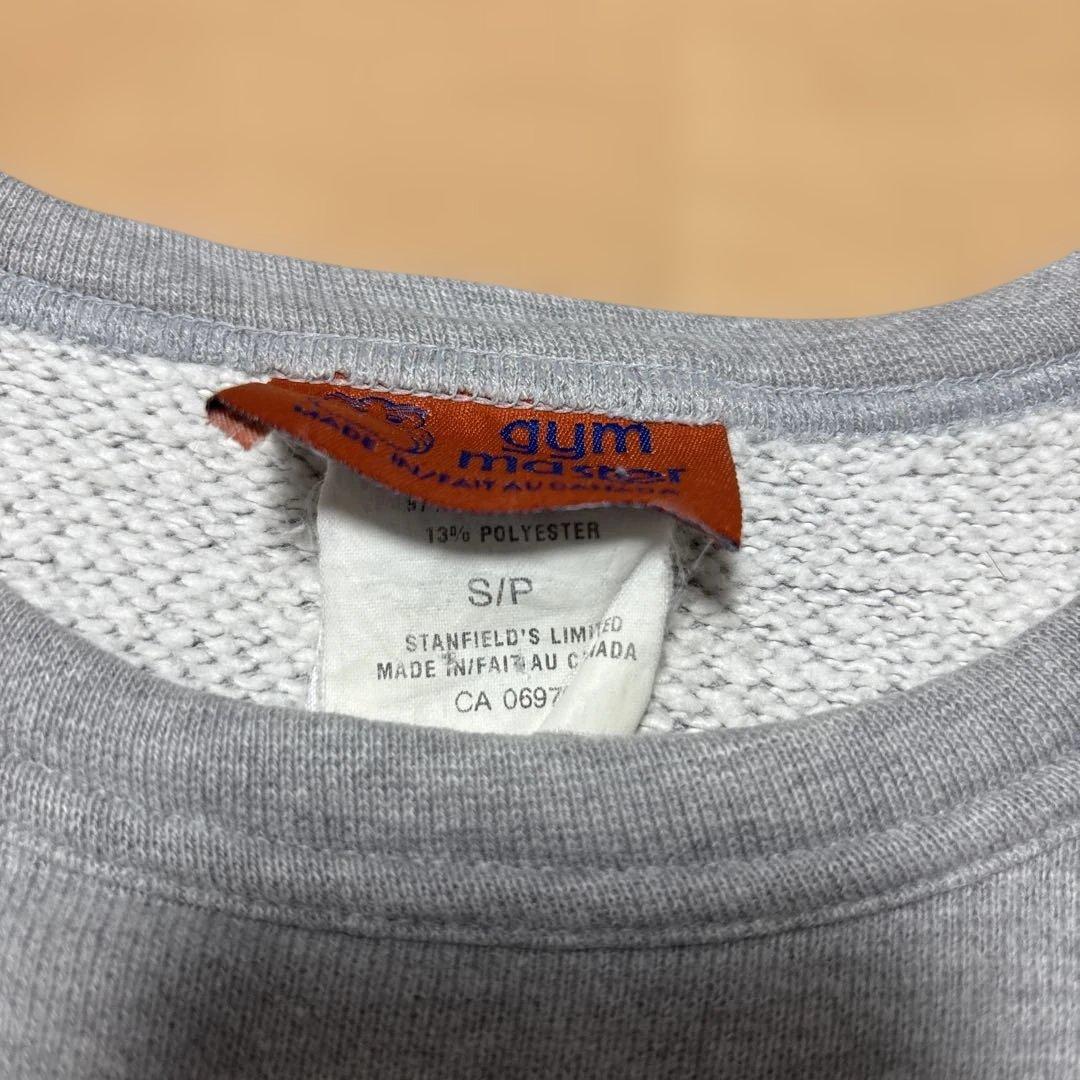 gym
master
MADE IN/FAIT AU CANADA
13% POLYESTER
S/P
STANFIELD'S LIMITED
MADE IN/FAIT AU CANADA
CA 0697